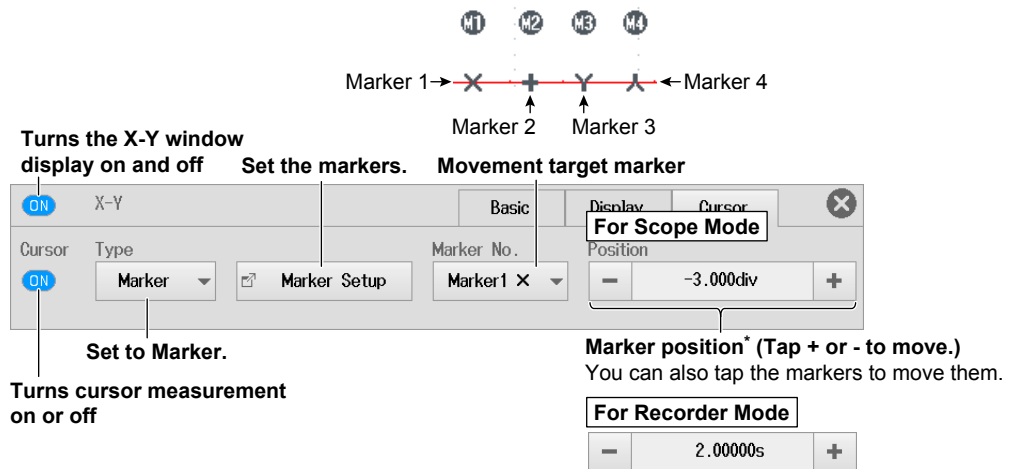 M1 M2 M3 M4
Marker 1 Marker 4
Marker 2 Marker 3
Turns the X-Y window
display on and off
Set the markers.
Movement target marker
ON X-Y Basic Display Cursor
For Scope Mode
Cursor Type Marker No. Position
ON Marker Marker Setup Marker1 × − -3.000div +
Set to Marker.
Marker position* (Tap + or - to move.)
You can also tap the markers to move them.
Turns cursor measurement
on or off
For Recorder Mode
− 2.00000s +